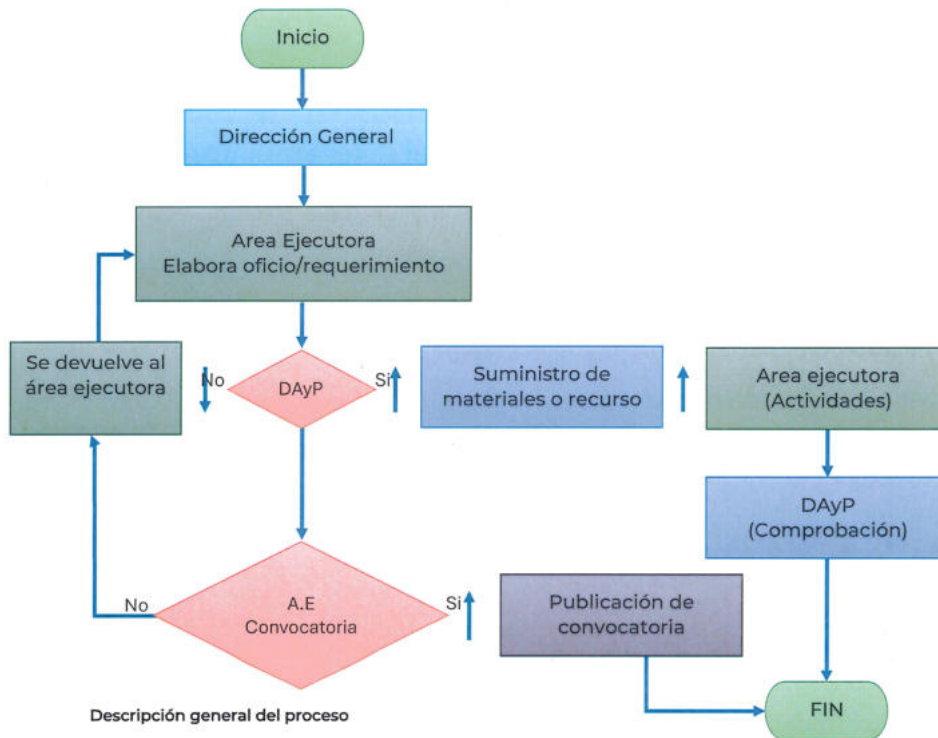 Inicio
Dirección General
Area Ejecutora
Elabora oficio/requerimiento
Se devuelve al
área ejecutora
No
DAyP
Si
Suministro de
materiales o recurso
Area ejecutora
(Actividades)
DAyP
(Comprobación)
No
A.E
Convocatoria
Si
Publicación de
convocatoria
FIN
Descripción general del proceso